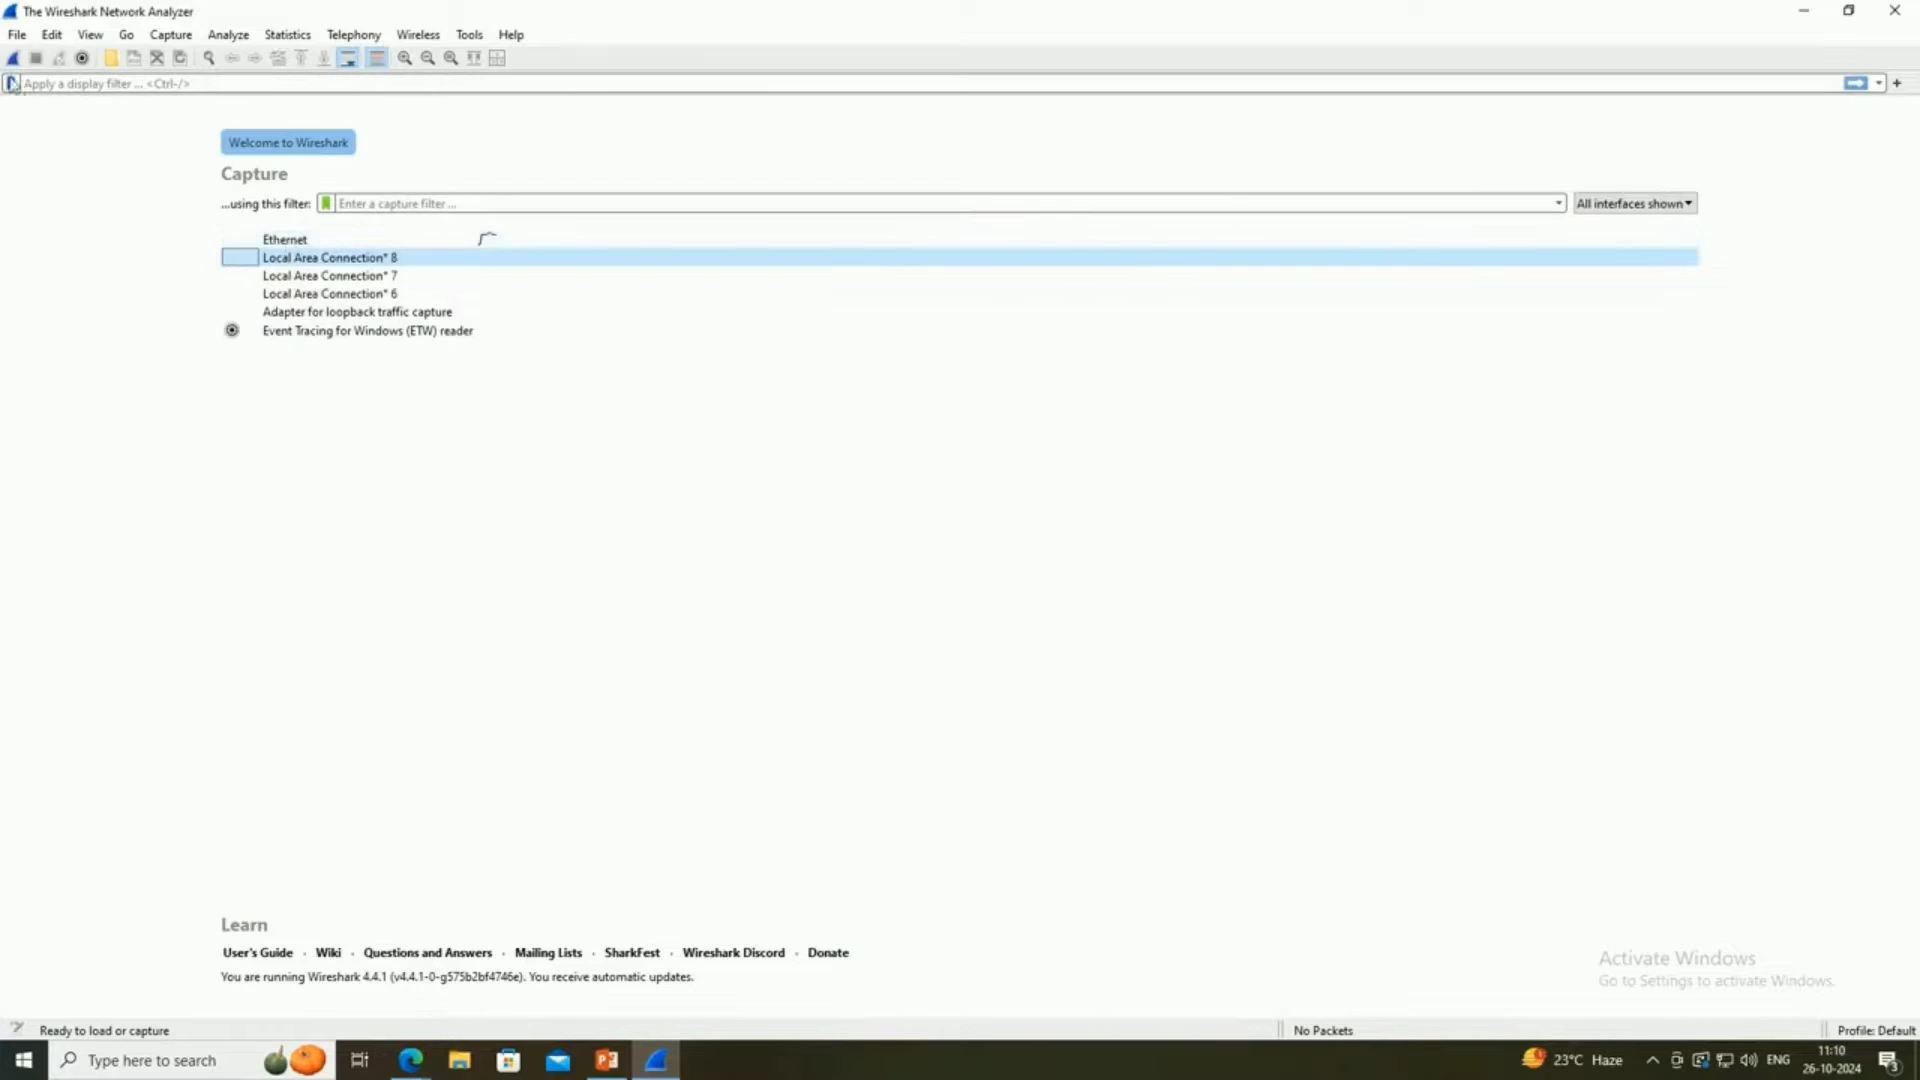 The Wireshark Network Analyzer
File Edit View Go Capture Analyze Statistics Telephony Wireless Tools Help
Apply a display filter ... <Ctrl-/>
Welcome to Wireshark
Capture
...using this filter: Enter a capture filter ... All interfaces shown
Ethernet
Local Area Connection* 8
Local Area Connection* 7
Local Area Connection* 6
Adapter for loopback traffic capture
Event Tracing for Windows (ETW) reader
Learn
User's Guide · Wiki · Questions and Answers · Mailing Lists · SharkFest · Wireshark Discord · Donate
You are running Wireshark 4.4.1 (v4.4.1-0-g575b2bf4746e). You receive automatic updates.
Activate Windows
Go to Settings to activate Windows.
Ready to load or capture No Packets Profile: Default
Type here to search 23°C Haze ENG 11:10
26-10-2024 3